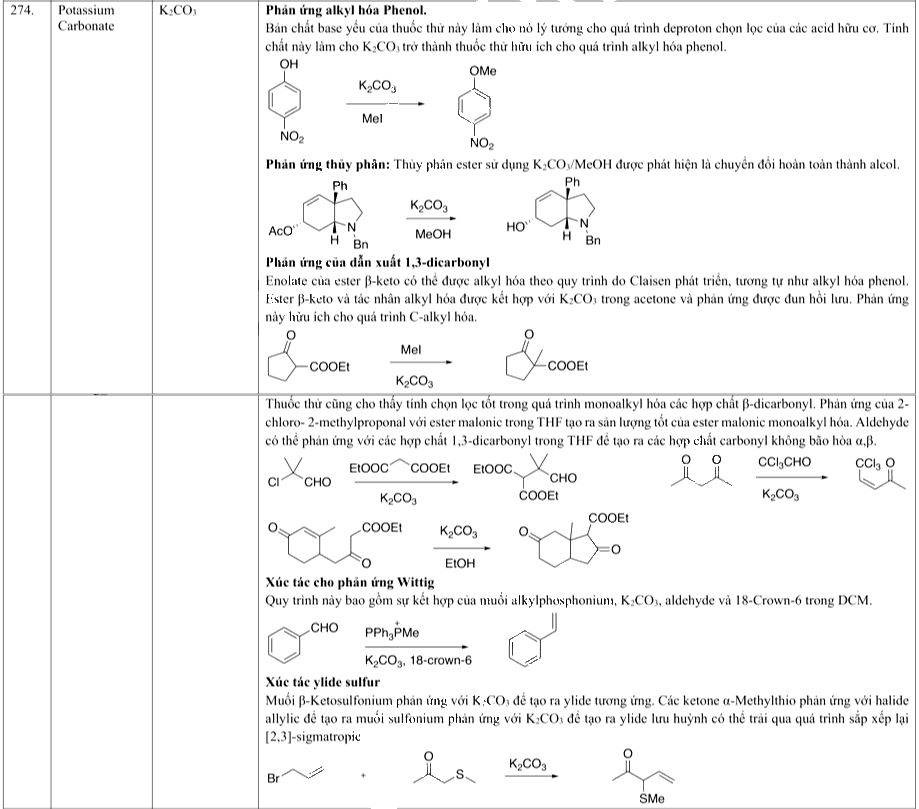 274. Potassium Carbonate K₂CO₃ Phản ứng alkyl hóa Phenol.
Bản chất base yếu của thuốc thử này làm cho nó lý tưởng cho quá trình deproton chọn lọc của các acid hữu cơ. Tính
chất này làm cho K₂CO₃ trở thành thuốc thử hữu ích cho quá trình alkyl hóa phenol.
OH K₂CO₃ MeI NO₂ OMe NO₂
Phản ứng thủy phân: Thủy phân ester sử dụng K₂CO₃/MeOH được phát hiện là chuyển đổi hoàn toàn thành alcol.
Ph AcO H N Bn K₂CO₃ MeOH Ph HO H N Bn
Phản ứng của dẫn xuất 1,3-dicarbonyl
Enolate của ester β-keto có thể được alkyl hóa theo quy trình do Claisen phát triển, tương tự như alkyl hóa phenol.
Ester β-keto và tác nhân alkyl hóa được kết hợp với K₂CO₃ trong acetone và phản ứng được đun hồi lưu. Phản ứng
này hữu ích cho quá trình C-alkyl hóa.
O COOEt MeI K₂CO₃ O COOEt
Thuốc thử cũng cho thấy tính chọn lọc tốt trong quá trình monoalkyl hóa các hợp chất β-dicarbonyl. Phản ứng của 2-
chloro- 2-methylproponal với ester malonic trong THF tạo ra sản lượng tốt của ester malonic monoalkyl hóa. Aldehyde
có thể phản ứng với các hợp chất 1,3-dicarbonyl trong THF để tạo ra các hợp chất carbonyl không bão hòa α,β.
Cl CHO EtOOC COOEt K₂CO₃ EtOOC CHO COOEt O O CCl₃CHO K₂CO₃ CCl₃ O
O COOEt O K₂CO₃ EtOH O COOEt O
Xúc tác cho phản ứng Wittig
Quy trình này bao gồm sự kết hợp của muối alkylphosphonium, K₂CO₃, aldehyde và 18-Crown-6 trong DCM.
CHO PPh₃P⁺Me K₂CO₃, 18-crown-6
Xúc tác ylide sulfur
Muối β-Ketosulfonium phản ứng với K₂CO₃ để tạo ra ylide tương ứng. Các ketone α-Methylthio phản ứng với halide
allylic để tạo ra muối sulfonium phản ứng với K₂CO₃ để tạo ra ylide lưu huỳnh có thể trải qua quá trình sắp xếp lại
[2,3]-sigmatropic
Br + O S K₂CO₃ O SMe